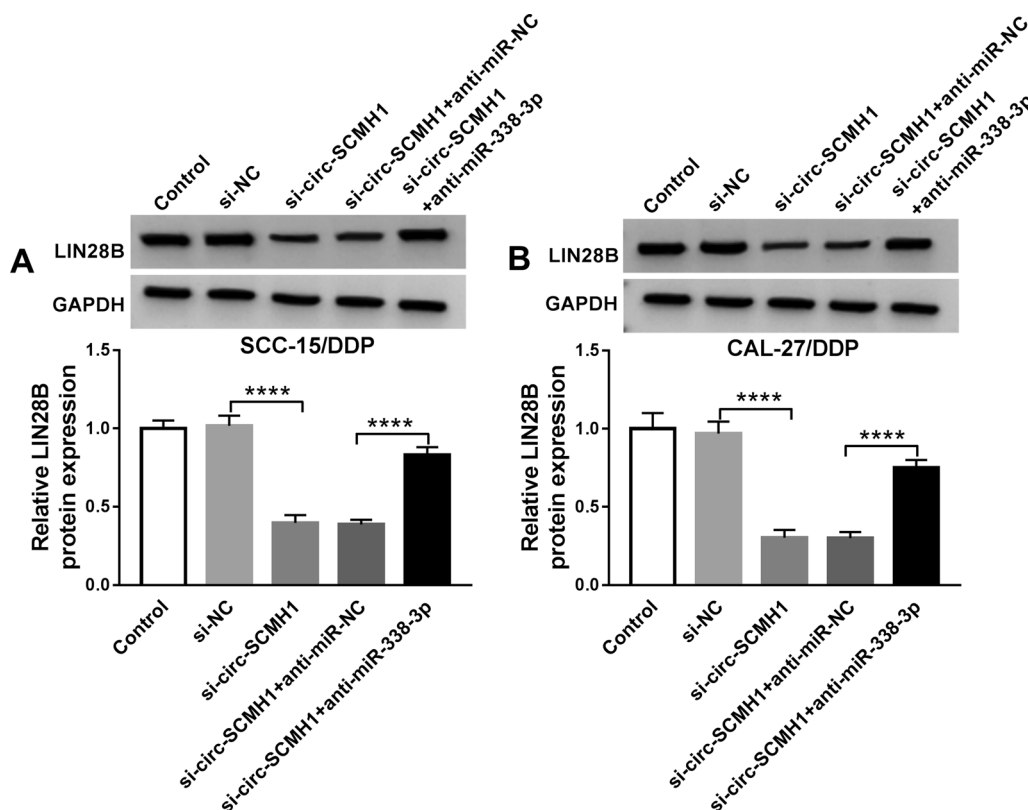 A
Control
si-NC
si-circ-SCMH1
si-circ-SCMH1+anti-miR-NC
si-circ-SCMH1
+anti-miR-338-3p
LIN28B
GAPDH
SCC-15/DDP
Relative LIN28B
protein expression
1.5
1.0
0.5
0.0
****
****
Control
si-NC
si-circ-SCMH1
si-circ-SCMH1+anti-miR-NC
si-circ-SCMH1+anti-miR-338-3p
B
Control
si-NC
si-circ-SCMH1
si-circ-SCMH1+anti-miR-NC
si-circ-SCMH1
+anti-miR-338-3p
LIN28B
GAPDH
CAL-27/DDP
Relative LIN28B
protein expression
1.5
1.0
0.5
0.0
****
****
Control
si-NC
si-circ-SCMH1
si-circ-SCMH1+anti-miR-NC
si-circ-SCMH1+anti-miR-338-3p